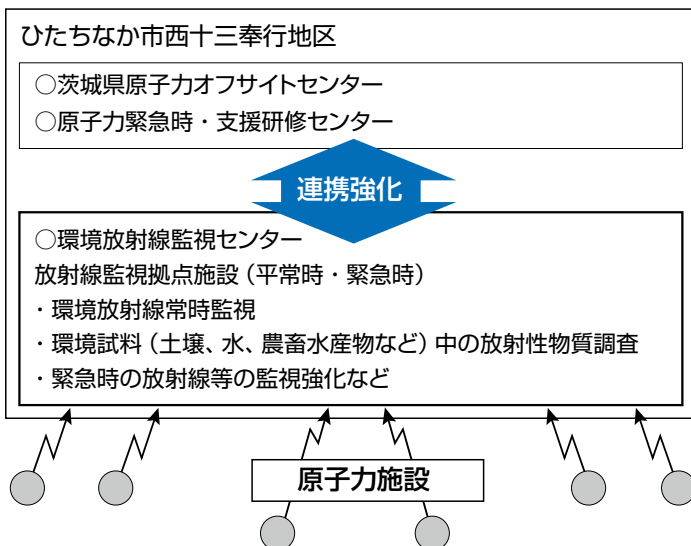 ひたちなか市西十三奉行地区
○茨城県原子力オフサイトセンター
○原子力緊急時・支援研修センター
連携強化
○環境放射線監視センター
放射線監視拠点施設（平常時・緊急時）
・環境放射線常時監視
・環境試料（土壌、水、農畜水産物など）中の放射性物質調査
・緊急時の放射線等の監視強化など
原子力施設